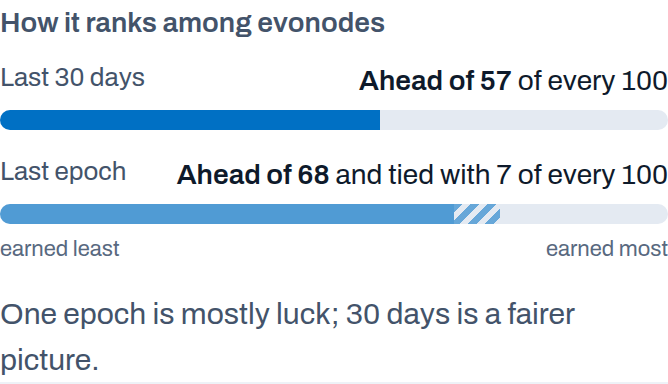 How it ranks among evonodes
Last 30 days
Ahead of 57 of every 100
Last epoch
Ahead of 68 and tied with 7 of every 100
earned least
earned most
One epoch is mostly luck; 30 days is a fairer
picture.